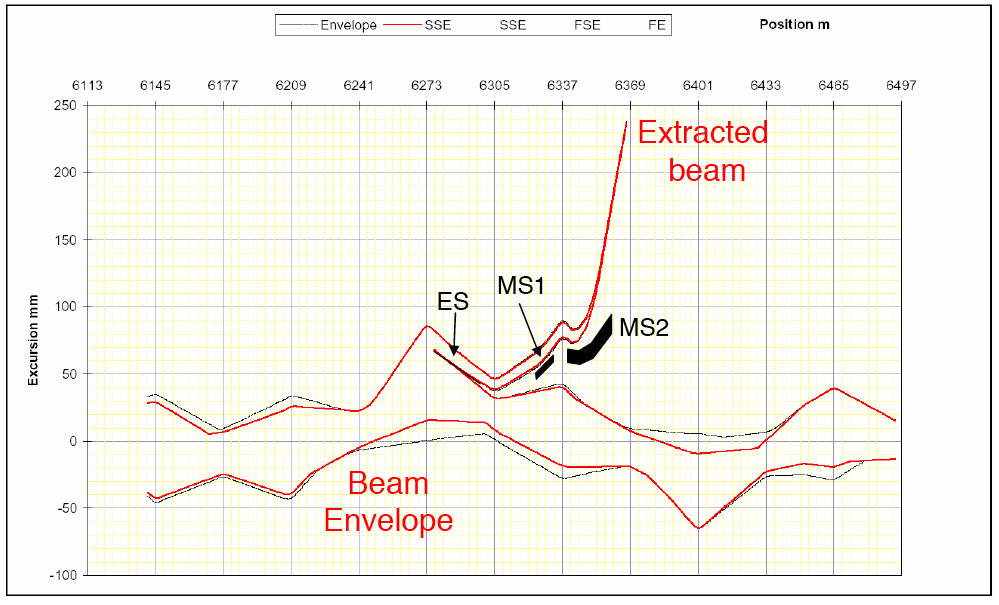 Envelope SSE SSE FSE FE
Position m
6113 6145 6177 6209 6241 6273 6305 6337 6369 6401 6433 6465 6497
250
Extracted
beam
200
150
MS1
ES
100
MS2
Excursion mm
50
0
Beam
Envelope
-50
-100